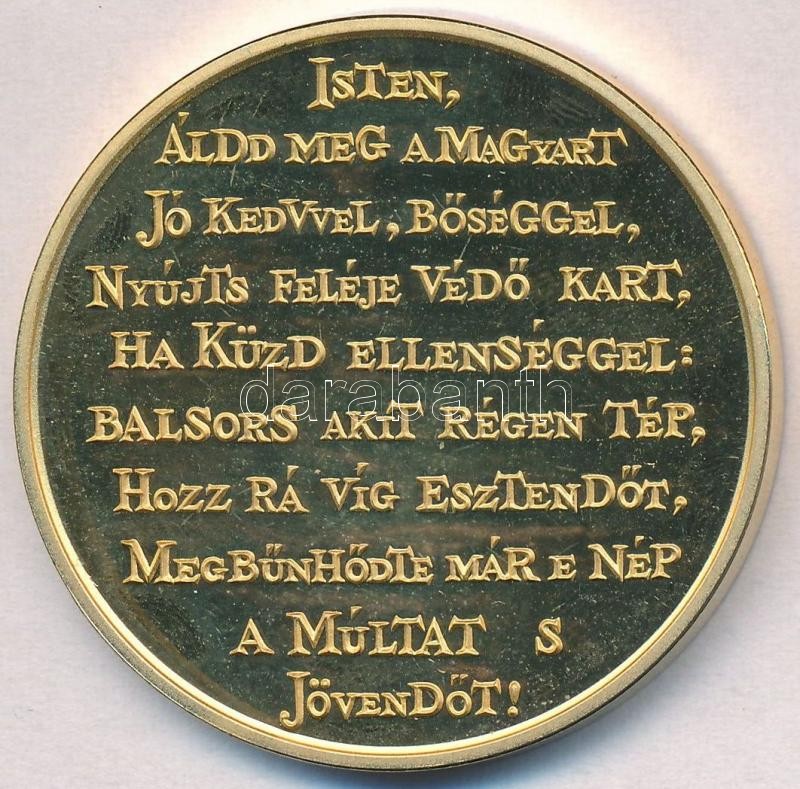 ISTEN,
ÁLDD MEG A MAGYART
JÓ KEDVVEL, BŐSÉGGEL,
NYÚJTS FELÉJE VÉDŐ KART,
HA KÜZD ELLENSÉGGEL:
darabanth
BALSORS AKIT RÉGEN TÉP,
HOZZ RÁ VÍG ESZTENDŐT,
MEGBŰNHŐDTE MÁR E NÉP
A MÚLTAT S
JÖVENDŐT!